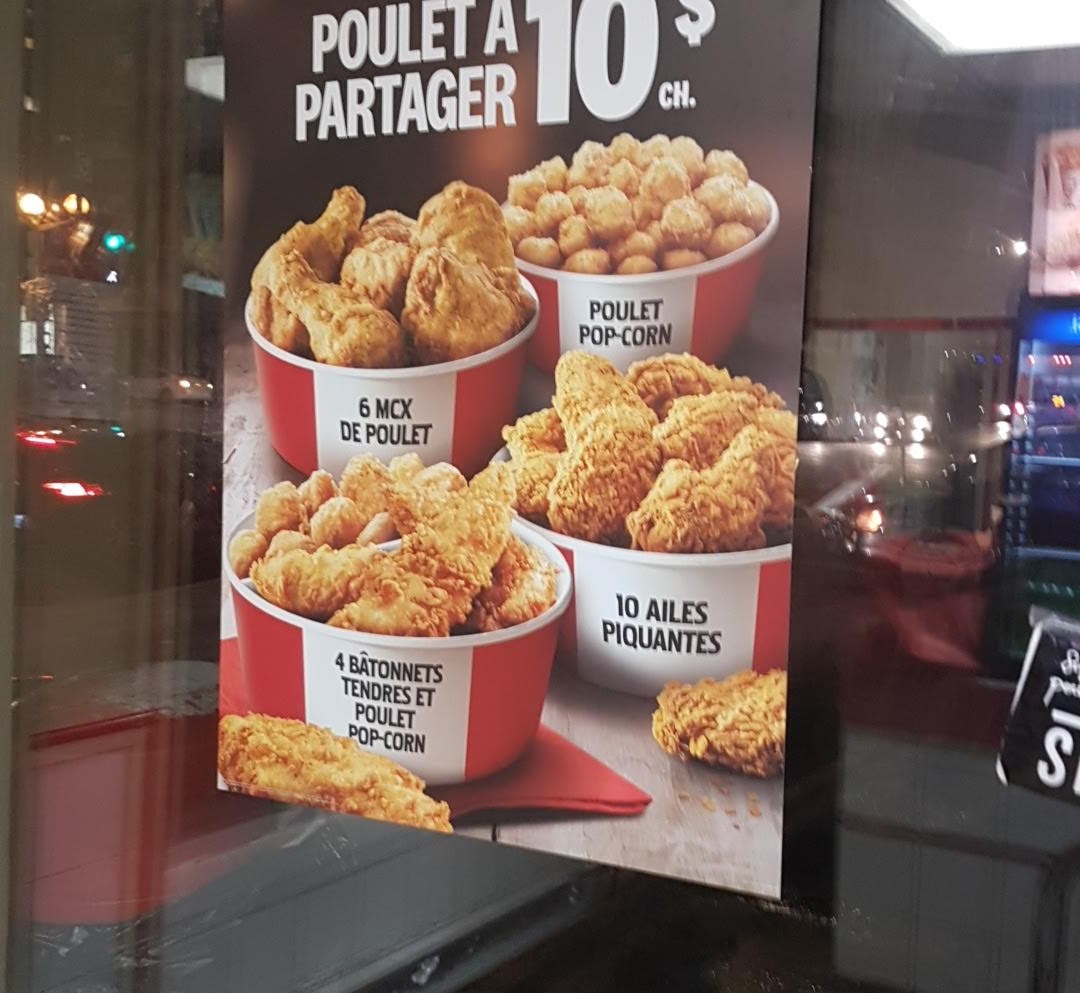 POULET À
PARTAGER
10$
CH.
POULET
POP-CORN
6 MCX
DE POULET
10 AILES
PIQUANTES
4 BÂTONNETS
TENDRES ET
POULET
POP-CORN